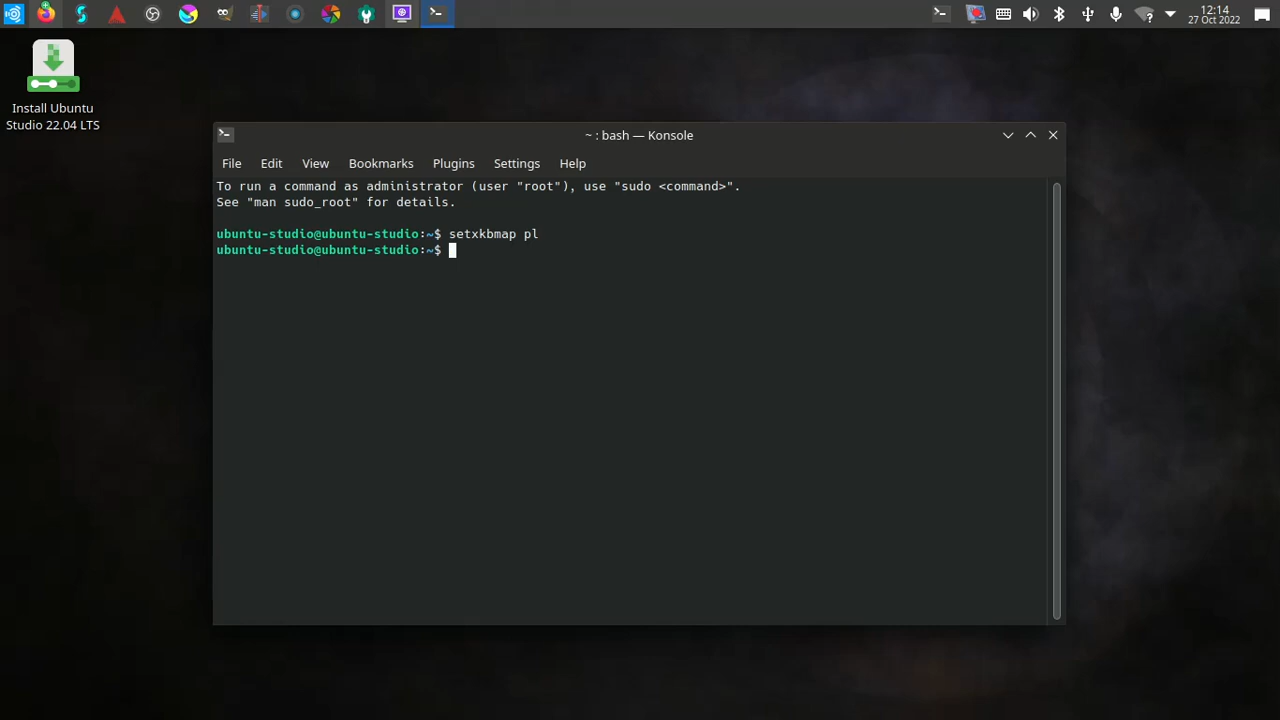 12:14
27 Oct 2022
Install Ubuntu
Studio 22.04 LTS
~ : bash — Konsole
File Edit View Bookmarks Plugins Settings Help
To run a command as administrator (user "root"), use "sudo <command>".
See "man sudo_root" for details.
ubuntu-studio@ubuntu-studio:~$ setxkbmap pl
ubuntu-studio@ubuntu-studio:~$